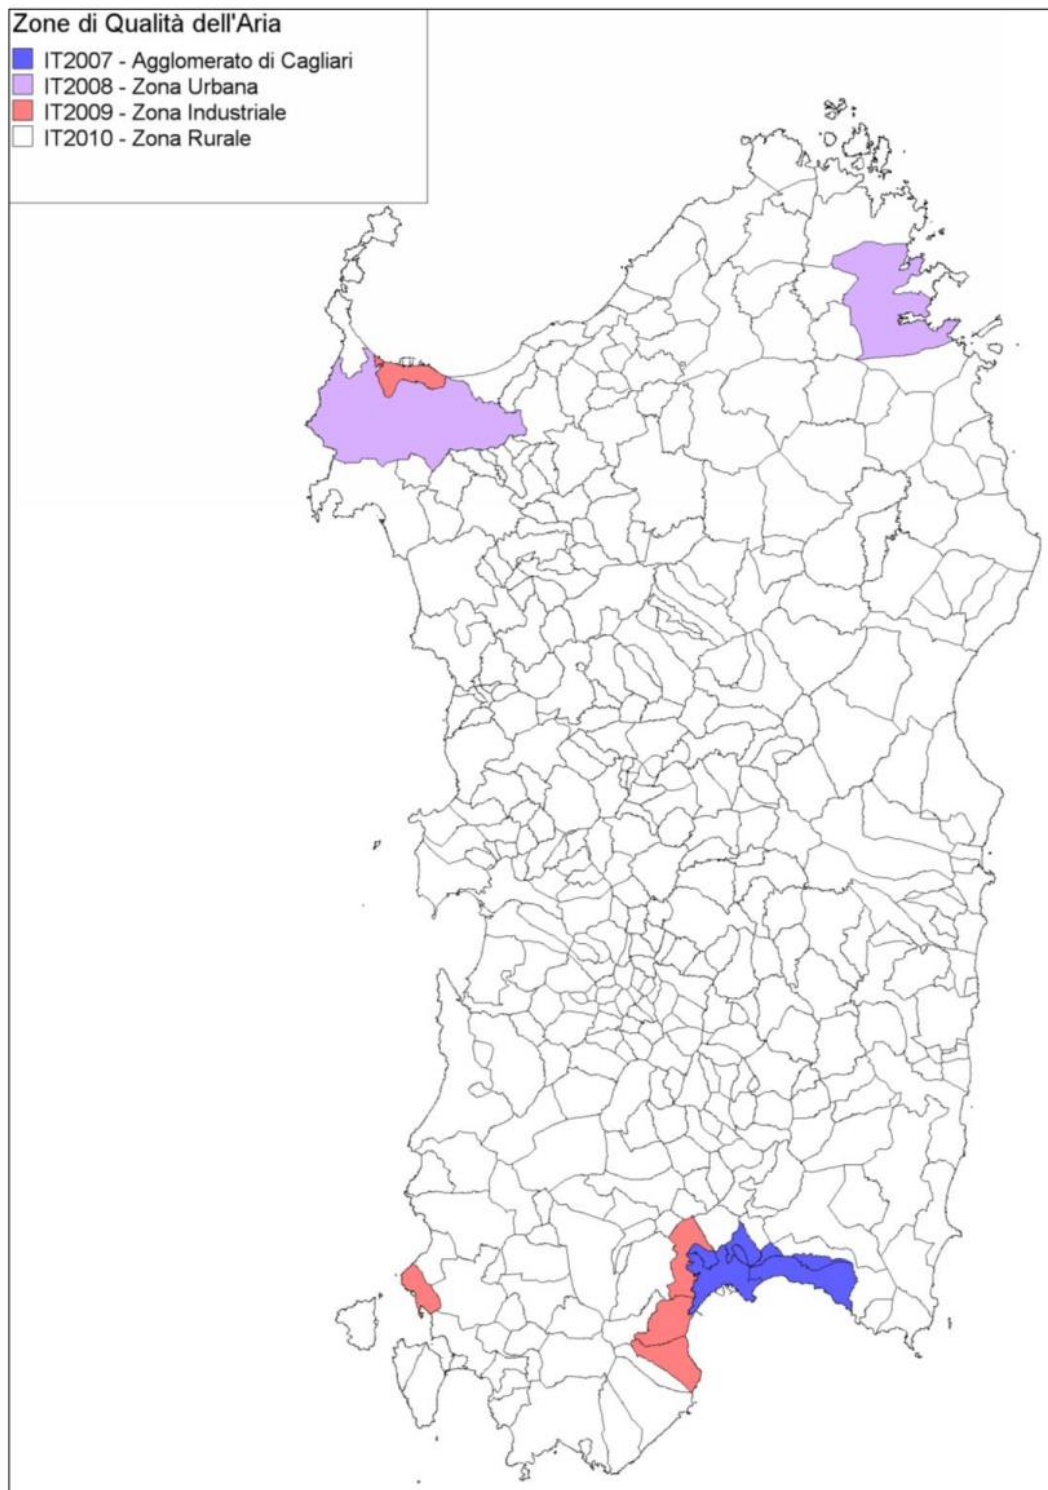 Zone di Qualità dell'Aria
IT2007 - Agglomerato di Cagliari
IT2008 - Zona Urbana
IT2009 - Zona Industriale
IT2010 - Zona Rurale